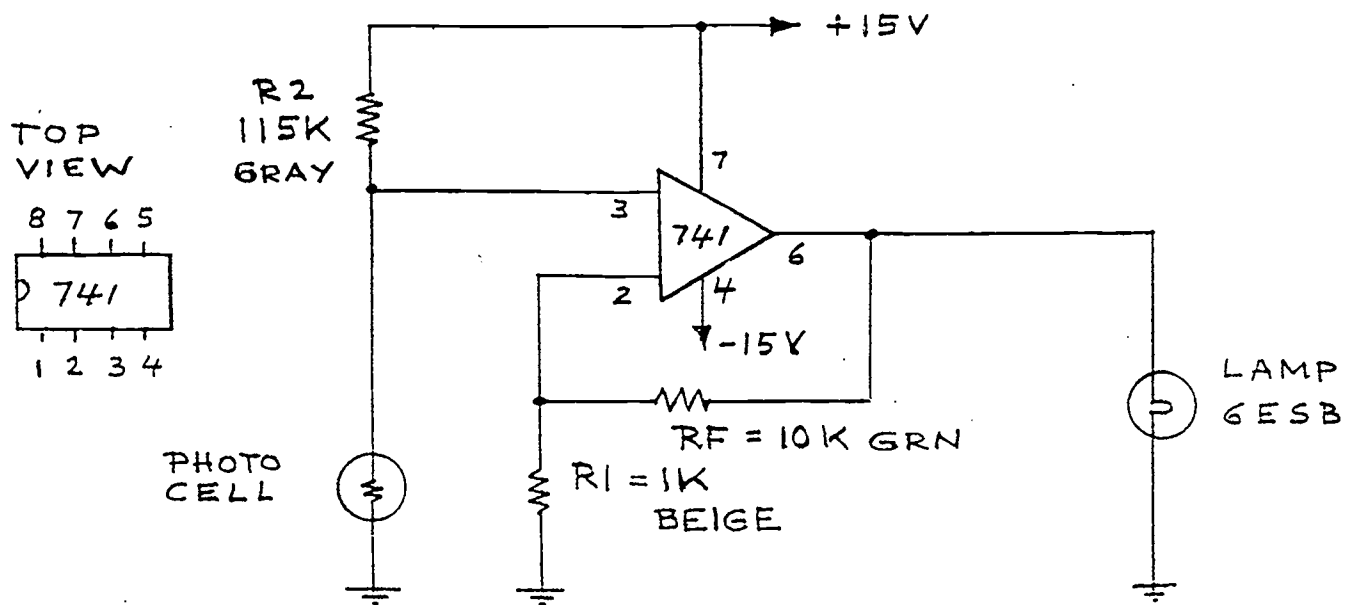 +15V
R2
115K
GRAY
TOP
VIEW
8 7 6 5
741
1 2 3 4
7
3
741
6
2
4
-15V
LAMP
6ESB
RF = 10K GRN
PHOTO
CELL
R1 = 1K
BEIGE